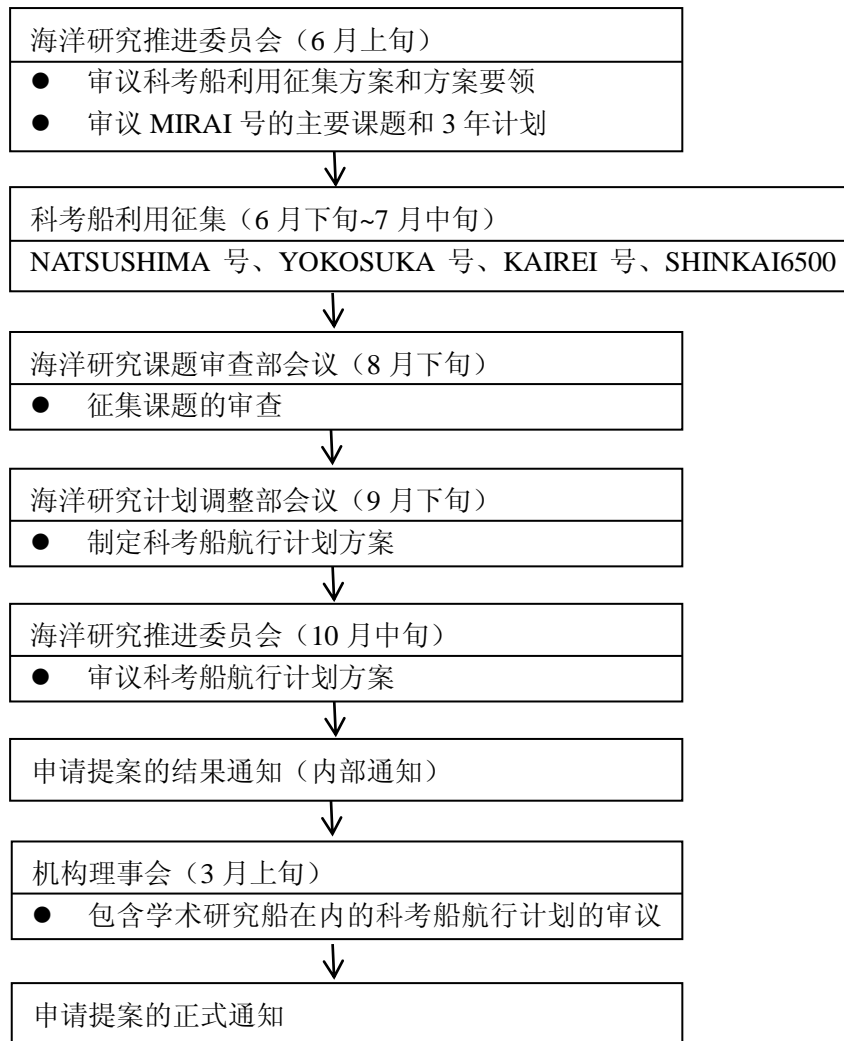 海洋研究推进委员会（6 月上旬）
● 审议科考船利用征集方案和方案要领
● 审议 MIRAI 号的主要课题和 3 年计划
科考船利用征集（6 月下旬~7 月中旬）
NATSUSHIMA 号、YOKOSUKA 号、KAIREI 号、SHINKAI6500
海洋研究课题审查部会议（8 月下旬）
● 征集课题的审查
海洋研究计划调整部会议（9 月下旬）
● 制定科考船航行计划方案
海洋研究推进委员会（10 月中旬）
● 审议科考船航行计划方案
申请提案的结果通知（内部通知）
机构理事会（3 月上旬）
● 包含学术研究船在内的科考船航行计划的审议
申请提案的正式通知